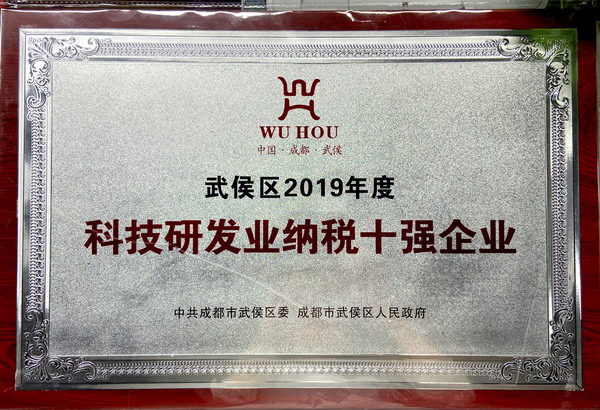 WU HOU
中国·成都·武侯
武侯区2019年度
科技研发业纳税十强企业
中共成都市武侯区委 成都市武侯区人民政府